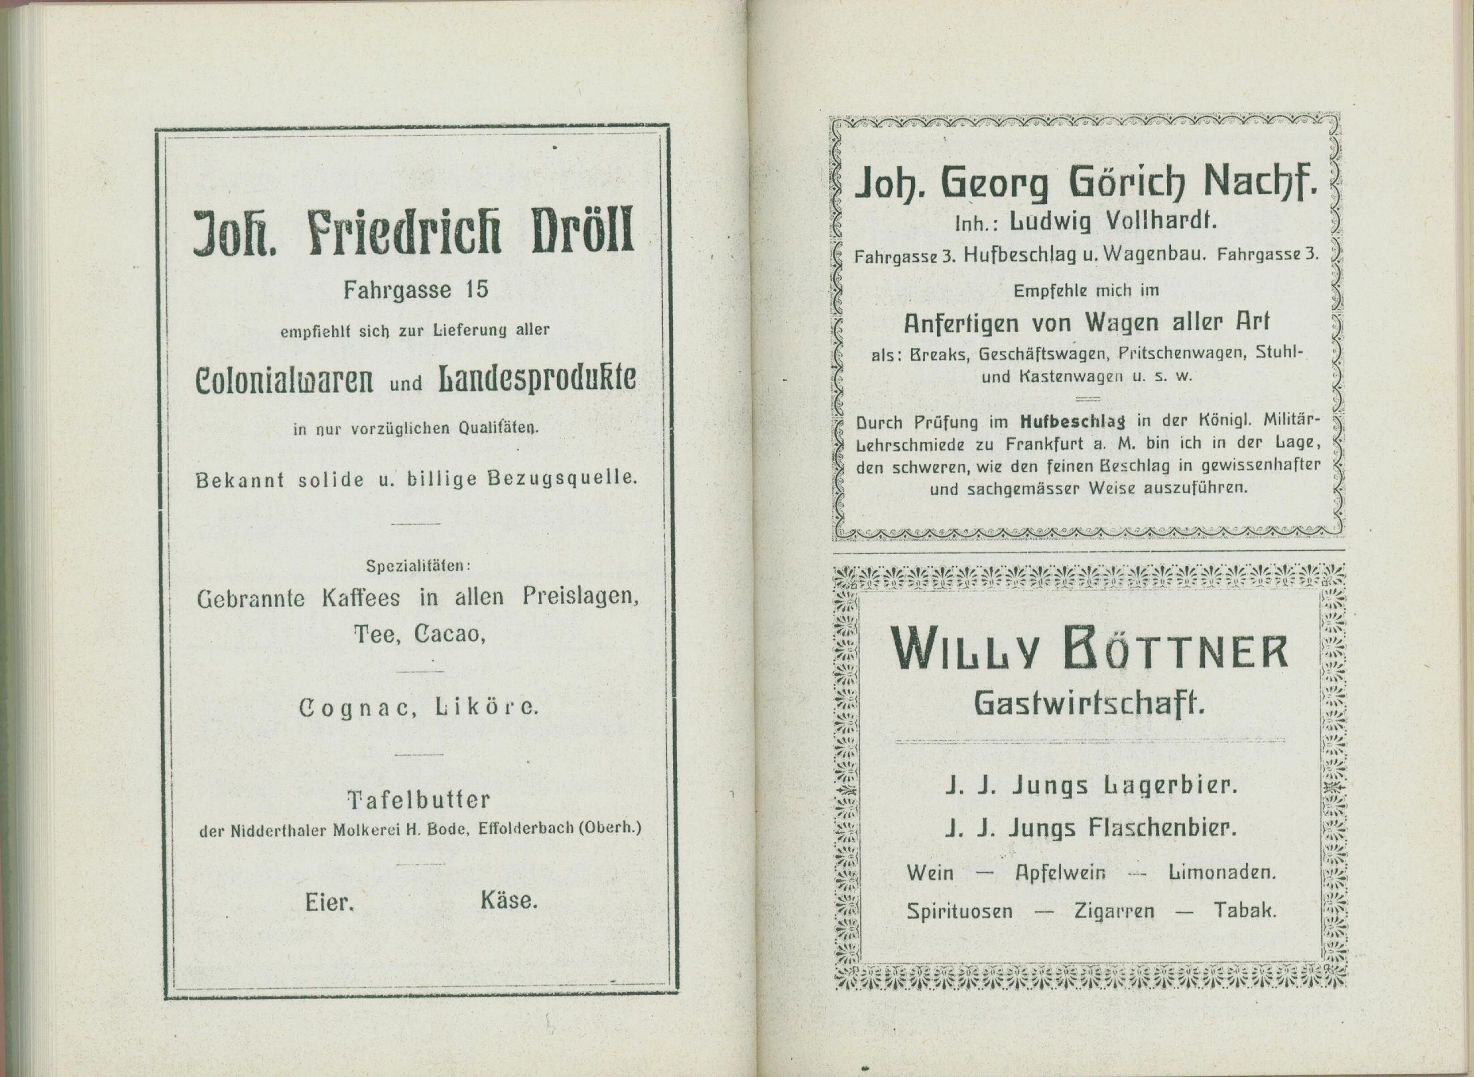 Joh. Friedrich Dröll
Fahrgasse 15
empfiehlt sich zur Lieferung aller
Colonialwaren und Landesprodukte
in nur vorzüglichen Qualitäten.
Bekannt solide u. billige Bezugsquelle.
Spezialitäten:
Gebrannte Kaffees in allen Preislagen,
Tee, Cacao,
Cognac, Liköre.
Tafelbutter
der Nidderthaler Molkerei H. Bode, Effolderbach (Oberh.)
Eier. Käse.
Joh. Georg Görich Nachf.
Inh.: Ludwig Vollhardt.
Fahrgasse 3. Hufbeschlag u. Wagenbau. Fahrgasse 3.
Empfehle mich im
Anfertigen von Wagen aller Art
als: Breaks, Geschäftswagen, Pritschenwagen, Stuhl-
und Kastenwagen u. s. w.
Durch Prüfung im Hufbeschlag in der Königl. Militär-
Lehrschmiede zu Frankfurt a. M. bin ich in der Lage,
den schweren, wie den feinen Beschlag in gewissenhafter
und sachgemässer Weise auszuführen.
WILLY BÖTTNER
Gastwirtschaft.
J. J. Jungs Lagerbier.
J. J. Jungs Flaschenbier.
Wein — Apfelwein — Limonaden.
Spirituosen — Zigarren — Tabak.